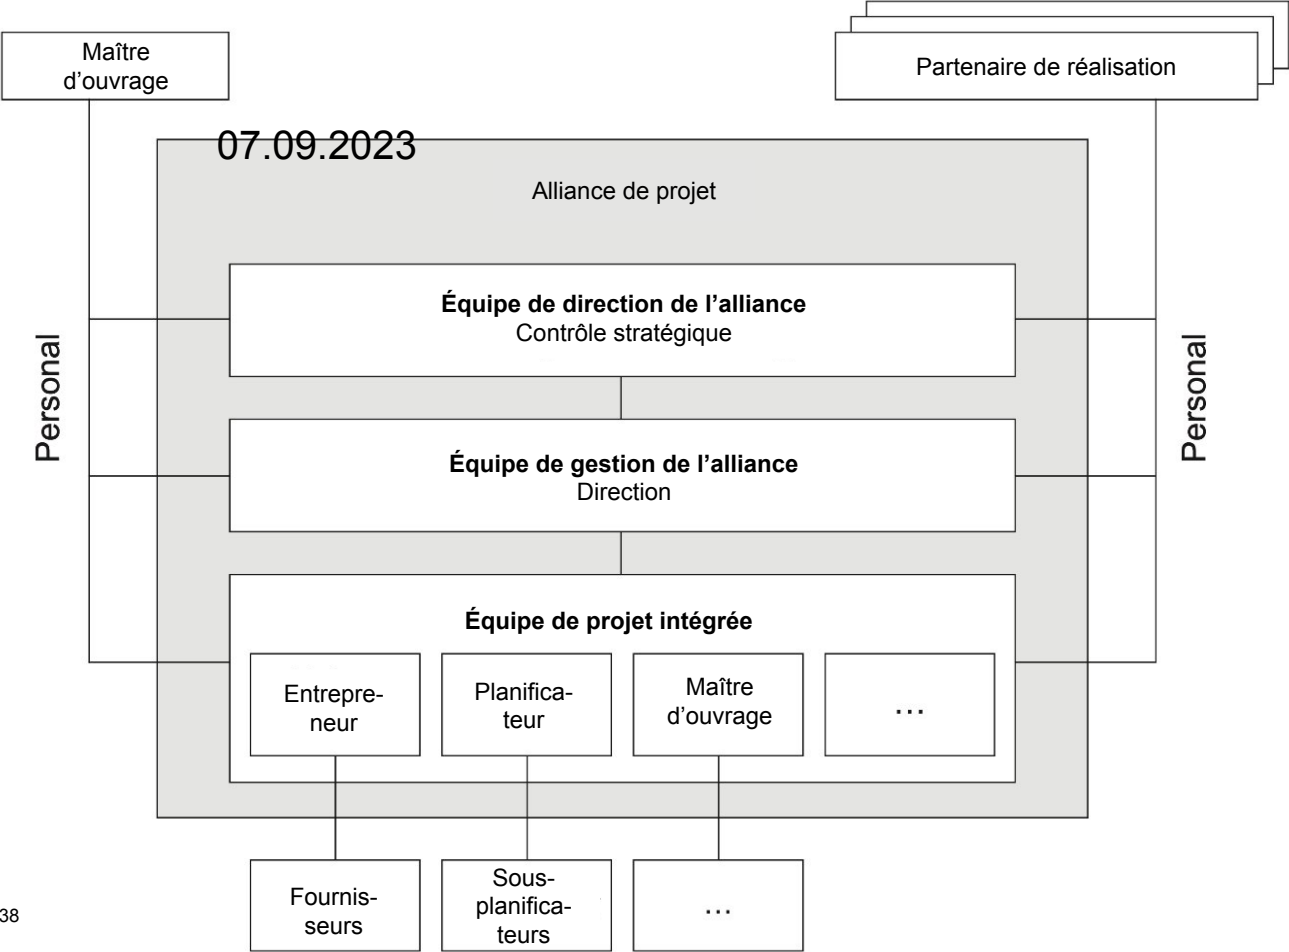 Maître
d'ouvrage
Partenaire de réalisation
07.09.2023
Alliance de projet
Équipe de direction de l'alliance
Contrôle stratégique
Personal
Personal
Équipe de gestion de l'alliance
Direction
Équipe de projet intégrée
Entrepre-
neur
Planifica-
teur
Maître
d'ouvrage
...
Fournis-
seurs
Sous-
planifica-
teurs
...
38